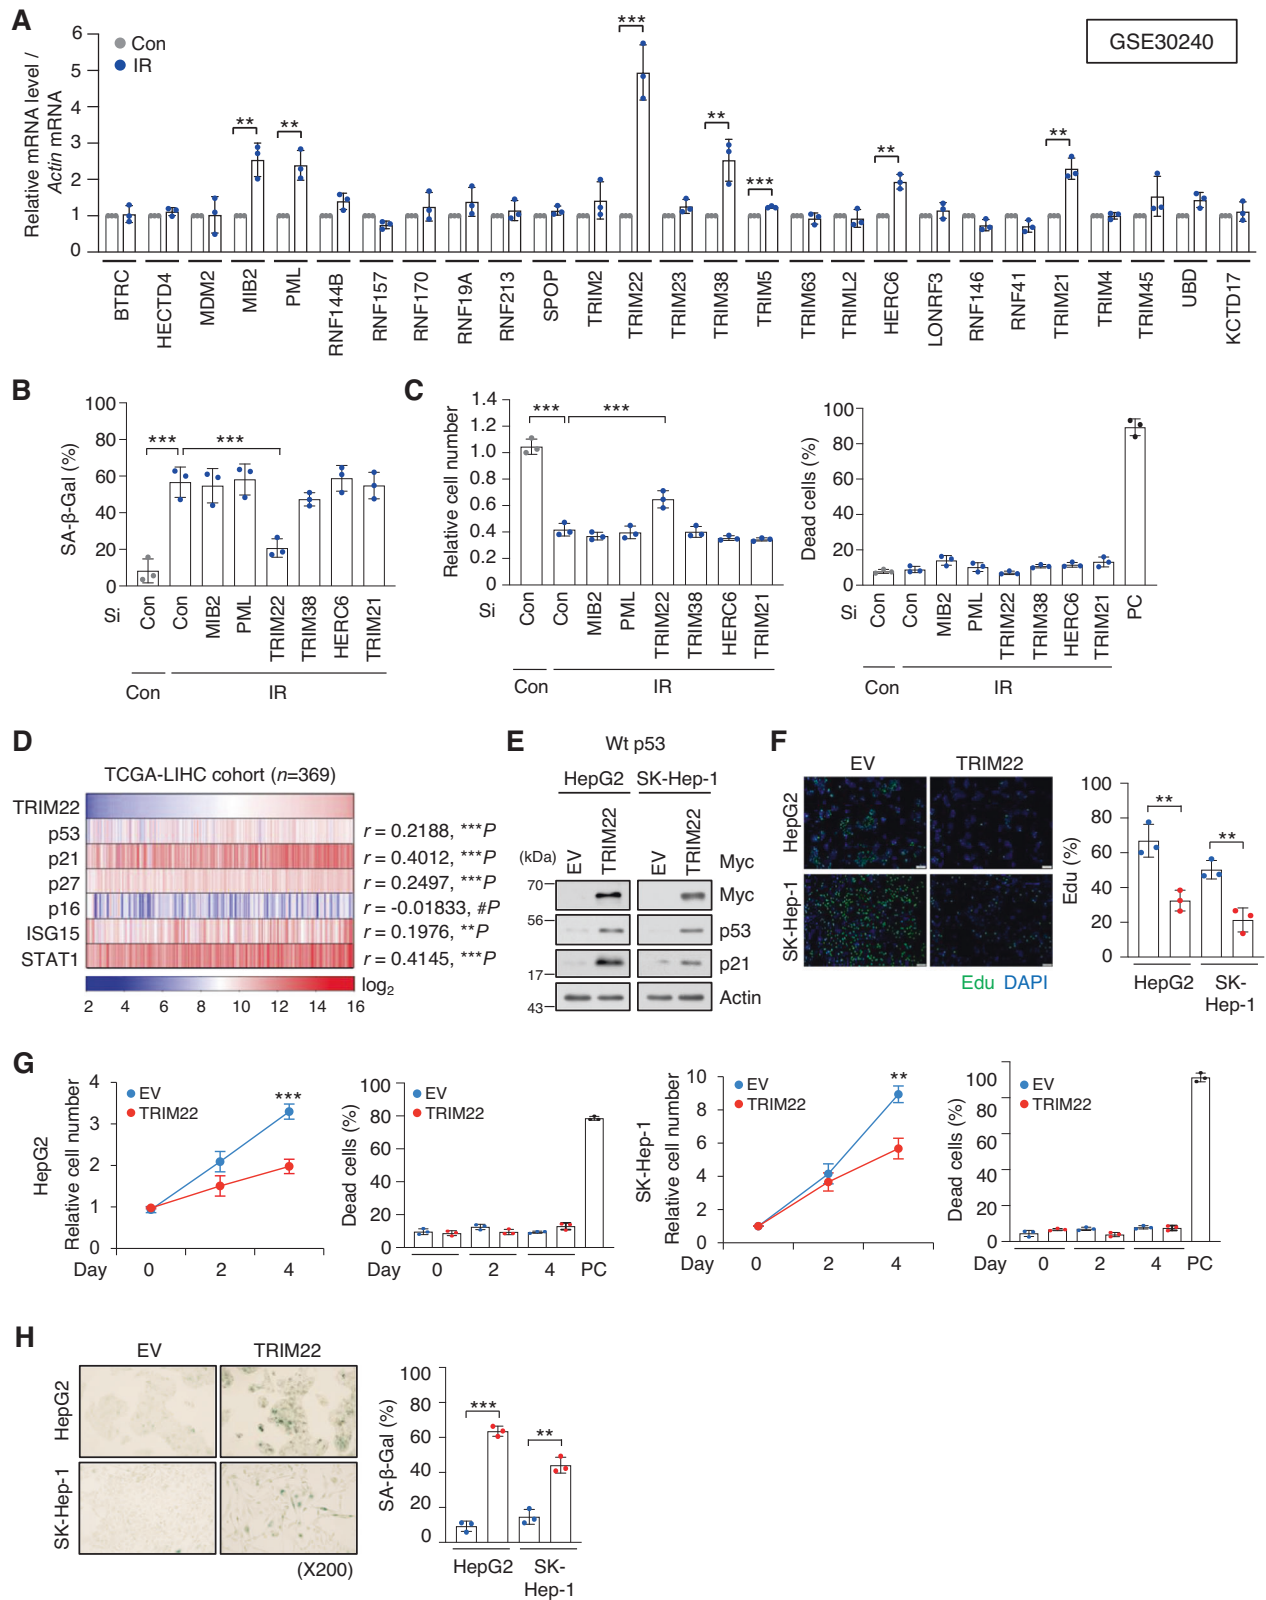 A
GSE30240
Relative mRNA level /
Actin mRNA
6
5
4
3
2
1
0
Con
IR
** ** *** ** *** ** **
BTRC HECTD4 MDM2 MIB2 PML RNF144B RNF157 RNF170 RNF19A RNF213 SPOP TRIM2 TRIM22 TRIM23 TRIM38 TRIM5 TRIM63 TRIML2 HERC6 LONRF3 RNF146 RNF41 TRIM21 TRIM4 TRIM45 UBD KCTD17
B
SA-β-Gal (%)
100
80
60
40
20
0
*** ***
Si Con Con MIB2 PML TRIM22 TRIM38 HERC6 TRIM21
Con IR
C
Relative cell number
1.4
1.2
1.0
0.8
0.6
0.4
0.2
0
*** ***
Si Con Con MIB2 PML TRIM22 TRIM38 HERC6 TRIM21
Con IR
Dead cells (%)
100
80
60
40
20
0
Si Con Con MIB2 PML TRIM22 TRIM38 HERC6 TRIM21 PC
Con IR
D
TCGA-LIHC cohort (n=369)
TRIM22
p53 r = 0.2188, ***P
p21 r = 0.4012, ***P
p27 r = 0.2497, ***P
p16 r = -0.01833, #P
ISG15 r = 0.1976, **P
STAT1 r = 0.4145, ***P
log2
2 4 6 8 10 12 14 16
E
Wt p53
HepG2 SK-Hep-1
(kDa) EV TRIM22 EV TRIM22 Myc
70 Myc
56 p53
17 p21
43 Actin
F
EV TRIM22
HepG2
SK-Hep-1
Edu DAPI
Edu (%)
100
80
60
40
20
0
** **
HepG2 SK-
Hep-1
G
HepG2
Relative cell number
4
3
2
1
0
EV
TRIM22
***
Day 0 2 4
Dead cells (%)
100
80
60
40
20
0
EV
TRIM22
Day 0 2 4 PC
SK-Hep-1
Relative cell number
10
8
6
4
2
0
EV
TRIM22
**
Day 0 2 4
Dead cells (%)
100
80
60
40
20
0
EV
TRIM22
Day 0 2 4 PC
H
EV TRIM22
HepG2
SK-Hep-1
(X200)
SA-β-Gal (%)
100
80
60
40
20
0
*** **
HepG2 SK-
Hep-1